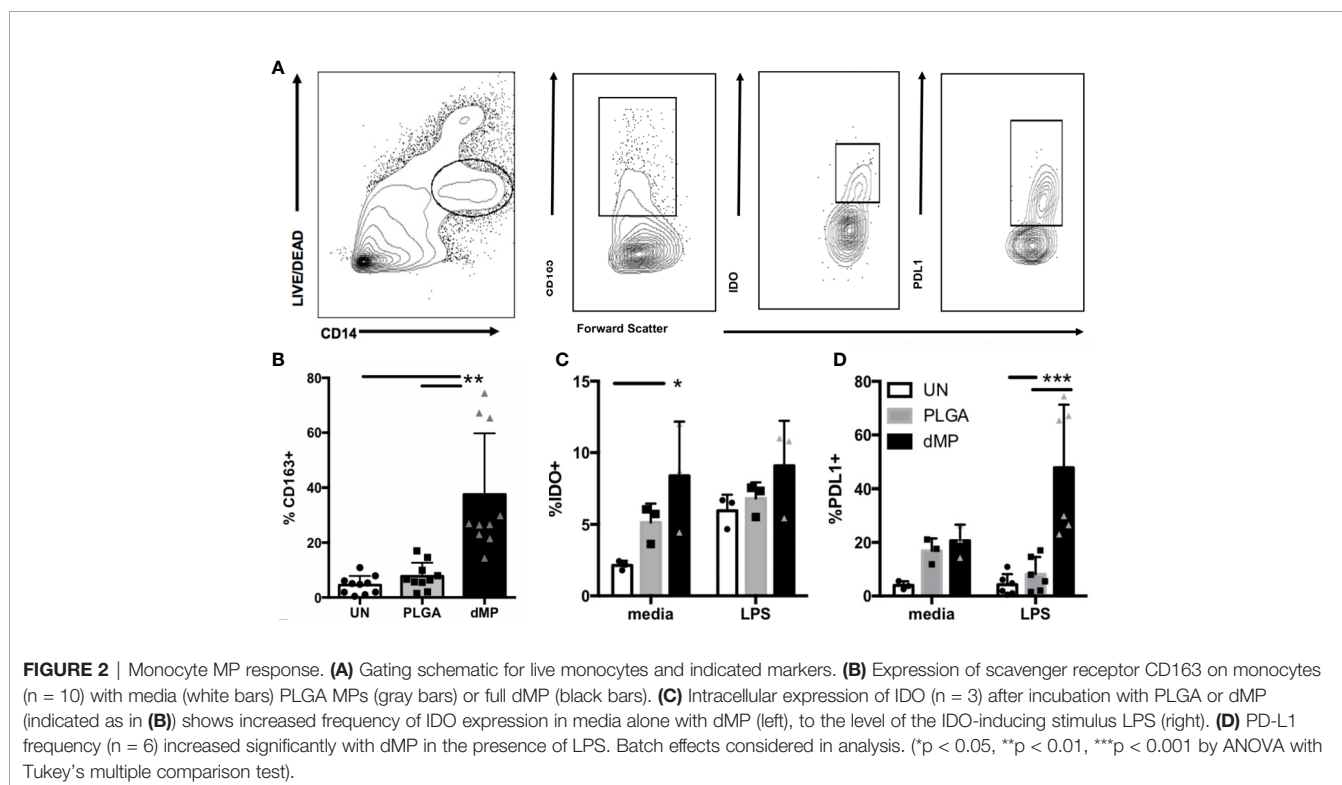 A
LIVE/DEAD
CD14
CD163
Forward Scatter
IDO
PDL1
B
% CD163+
80
60
40
20
0
UN
PLGA
dMP
**
C
%IDO+
15
10
5
0
media
LPS
*
D
%PDL1+
80
60
40
20
0
UN
PLGA
dMP
***
media
LPS
FIGURE 2 | Monocyte MP response. (A) Gating schematic for live monocytes and indicated markers. (B) Expression of scavenger receptor CD163 on monocytes
(n = 10) with media (white bars) PLGA MPs (gray bars) or full dMP (black bars). (C) Intracellular expression of IDO (n = 3) after incubation with PLGA or dMP
(indicated as in (B)) shows increased frequency of IDO expression in media alone with dMP (left), to the level of the IDO-inducing stimulus LPS (right). (D) PD-L1
frequency (n = 6) increased significantly with dMP in the presence of LPS. Batch effects considered in analysis. (*p < 0.05, **p < 0.01, ***p < 0.001 by ANOVA with
Tukey's multiple comparison test).